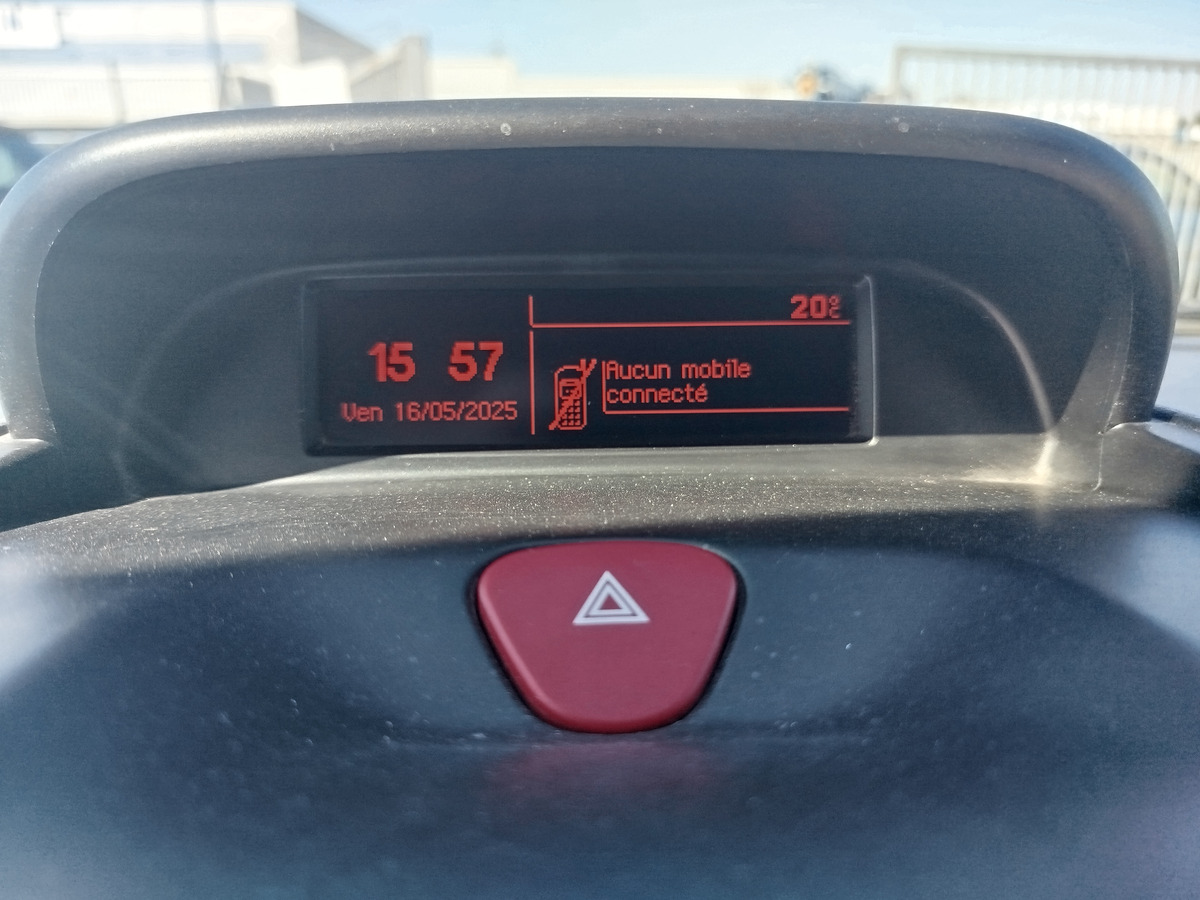 20°C
15 57
Ven 16/05/2025
Aucun mobile
connecté